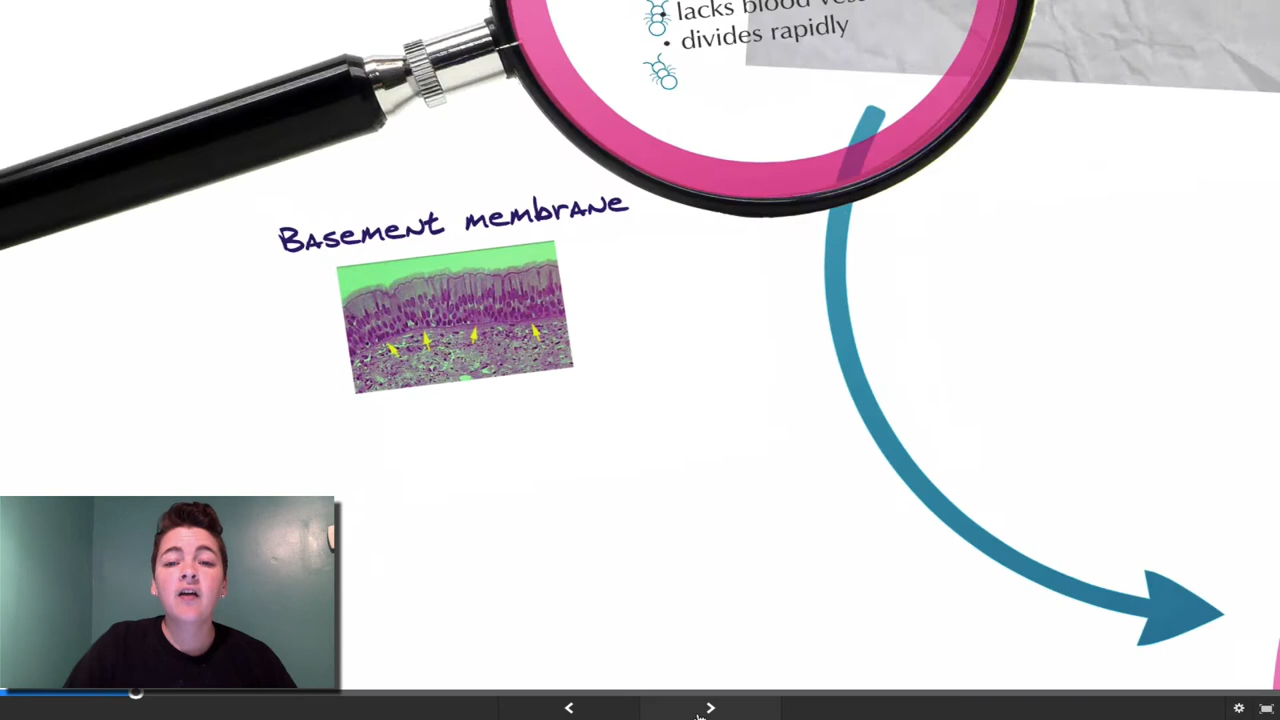 • lacks blood
• divides rapidly
Basement membrane